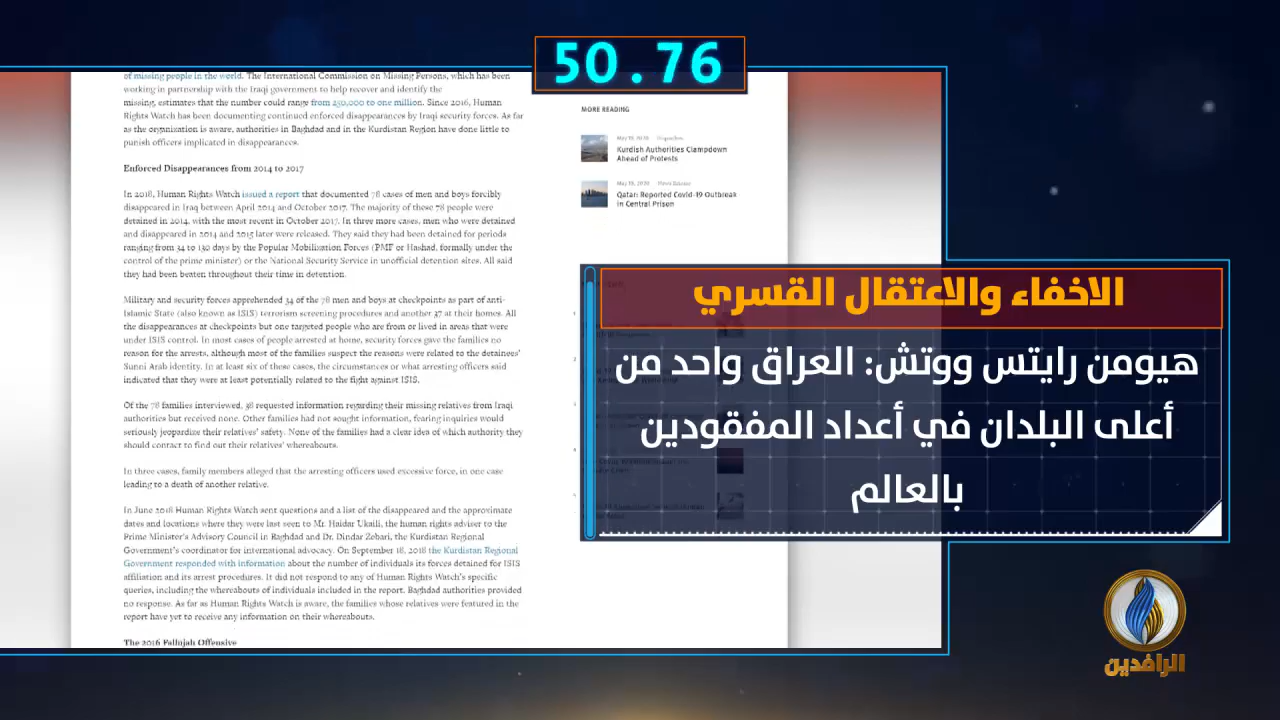 50.76
of missing people in the world. The International Commission on Missing Persons, which has been
working in partnership with the Iraqi government to help recover and identify the
missing, estimates that the number could range from 250,000 to one million. Since 2016, Human
Rights Watch has been documenting continued enforced disappearances by Iraqi security forces. As far
as the organization is aware, authorities in Baghdad and in the Kurdistan Region have done little to
punish officers implicated in disappearances.
Enforced Disappearances from 2014 to 2017
In 2018, Human Rights Watch issued a report that documented 78 cases of men and boys forcibly
disappeared in Iraq between April 2014 and October 2017. The majority of these 78 people were
detained in 2014, with the most recent in October 2017. In three more cases, men who were detained
and disappeared in 2014 and 2015 later were released. They said they had been detained for periods
ranging from 34 to 130 days by the Popular Mobilization Forces (PMF or Hashad, formally under the
control of the prime minister) or the National Security Service in unofficial detention sites. All said
they had been beaten throughout their time in detention.
Military and security forces apprehended 34 of the 78 men and boys at checkpoints as part of anti-
Islamic State (also known as ISIS) terrorism screening procedures and another 37 at their homes. All
the disappearances at checkpoints but one targeted people who are from or lived in areas that were
under ISIS control. In most cases of people arrested at home, security forces gave the families no
reason for the arrests, although most of the families suspect the reasons were related to the detainees'
Sunni Arab identity. In at least six of these cases, the circumstances or what arresting officers said
indicated that they were at least potentially related to the fight against ISIS.
Of the 78 families interviewed, 38 requested information regarding their missing relatives from Iraqi
authorities but received none. Other families had not sought information, fearing inquiries would
seriously jeopardize their relatives' safety. None of the families had a clear idea of which authority they
should contact to find out their relatives' whereabouts.
In three cases, family members alleged that the arresting officers used excessive force, in one case
leading to a death of another relative.
In June 2018 Human Rights Watch sent questions and a list of the disappeared and the approximate
dates and locations where they were last seen to Mr. Haidar Ukaili, the human rights adviser to the
Prime Minister's Advisory Council in Baghdad and Dr. Dindar Zebari, the Kurdistan Regional
Government's coordinator for international advocacy. On September 18, 2018 the Kurdistan Regional
Government responded with information about the number of individuals its forces detained for ISIS
affiliation and its arrest procedures. It did not respond to any of Human Rights Watch's specific
queries, including the whereabouts of individuals included in the report. Baghdad authorities provided
no response. As far as Human Rights Watch is aware, the families whose relatives were featured in the
report have yet to receive any information on their whereabouts.
The 2016 Fallujah Offensive
MORE READING
Kurdish Authorities Clampdown
Ahead of Protests
Qatar: Reported Covid-19 Outbreak
in Central Prison
الاخفاء والاعتقال القسري
هيومن رايتس ووتش: العراق واحد من
أعلى البلدان في أعداد المفقودين
بالعالم
الرافدين